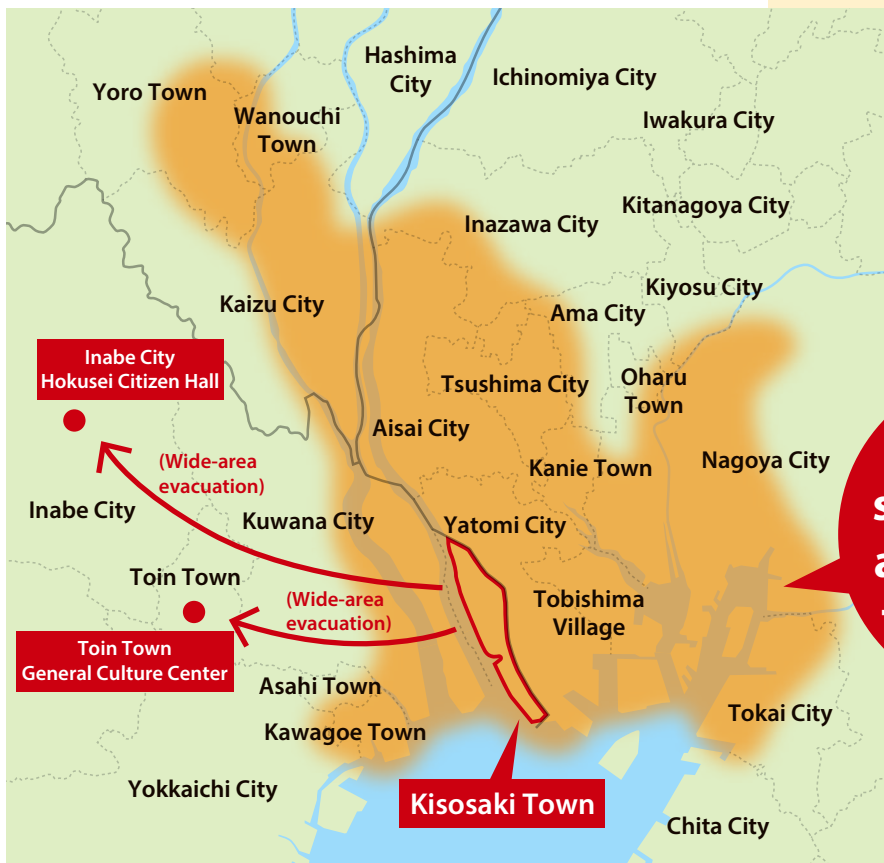 Hashima
City
Ichinomiya City
Yoro Town
Wanouchi
Town
Iwakura City
Inazawa City
Kitanagoya City
Kiyosu City
Kaizu City
Ama City
Inabe City
Hokusei Citizen Hall
Tsushima City
Oharu
Town
Aisai City
Kanie Town
Nagoya City
(Wide-area
evacuation)
Inabe City
Kuwana City
Yatomi City
Toin Town
(Wide-area
evacuation)
Tobishima
Village
Toin Town
General Culture Center
Asahi Town
Kawagoe Town
Tokai City
Yokkaichi City
Kisosaki Town
Chita City